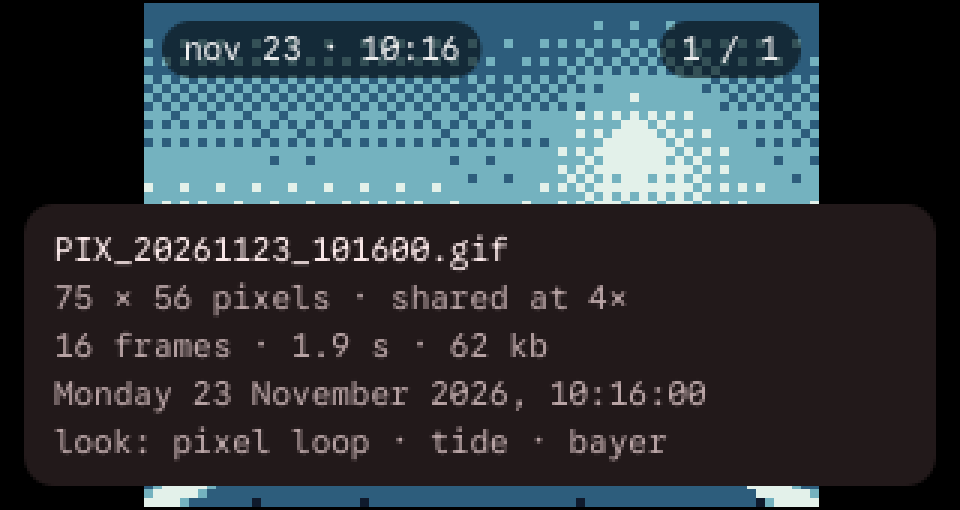 nov 23 · 10:16
1 / 1
PIX_20261123_101600.gif
75 × 56 pixels · shared at 4×
16 frames · 1.9 s · 62 kb
Monday 23 November 2026, 10:16:00
look: pixel loop · tide · bayer